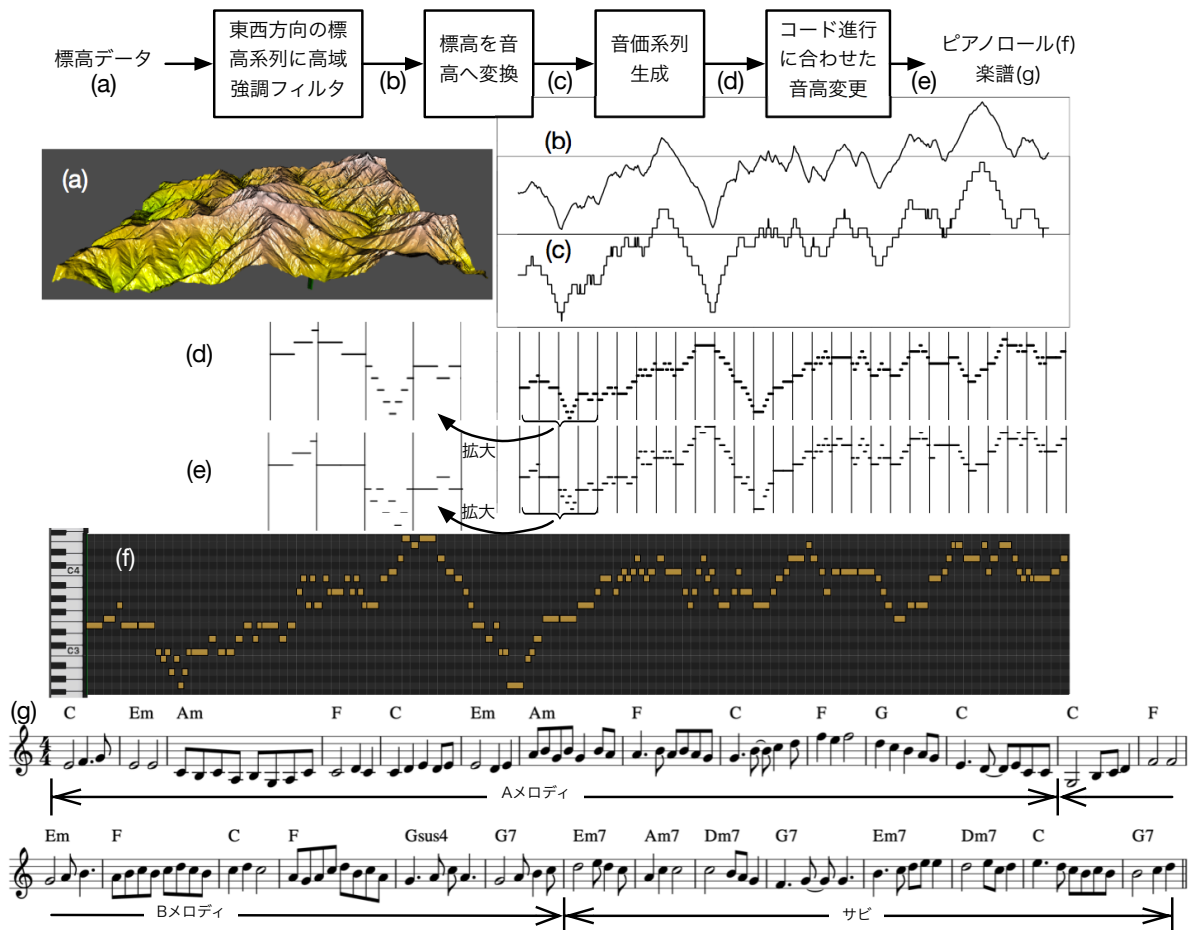 標高データ
(a)
東西方向の標
高系列に高域
強調フィルタ
(b)
標高を音
高へ変換
(c)
音価系列
生成
(d)
コード進行
に合わせた
音高変更
(e)
ピアノロール(f)
楽譜(g)
(a)
(b)
(c)
(d)
拡大
(e)
拡大
(f)
C4
C3
(g)
C Em Am F C Em Am F C F G C C F
4
4
Aメロディ
Em F C F Gsus4 G7 Em7 Am7 Dm7 G7 Em7 Dm7 C G7
Bメロディ
サビ